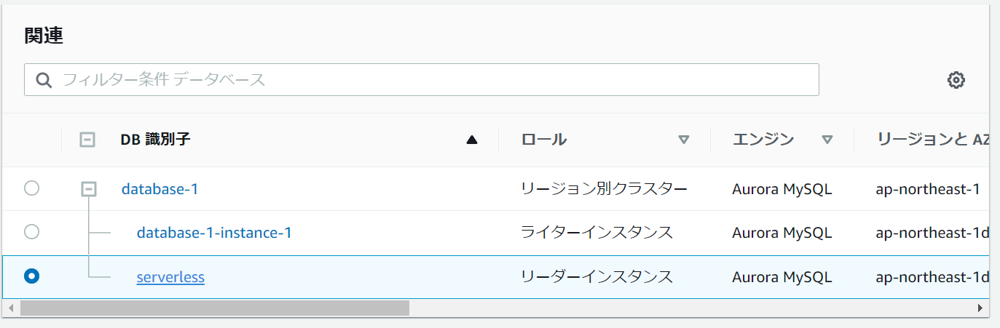 関連
フィルター条件 データベース
DB 識別子 ロール エンジン リージョンと AZ
database-1 リージョン別クラスター Aurora MySQL ap-northeast-1
database-1-instance-1 ライターインスタンス Aurora MySQL ap-northeast-1d
serverless リーダーインスタンス Aurora MySQL ap-northeast-1d